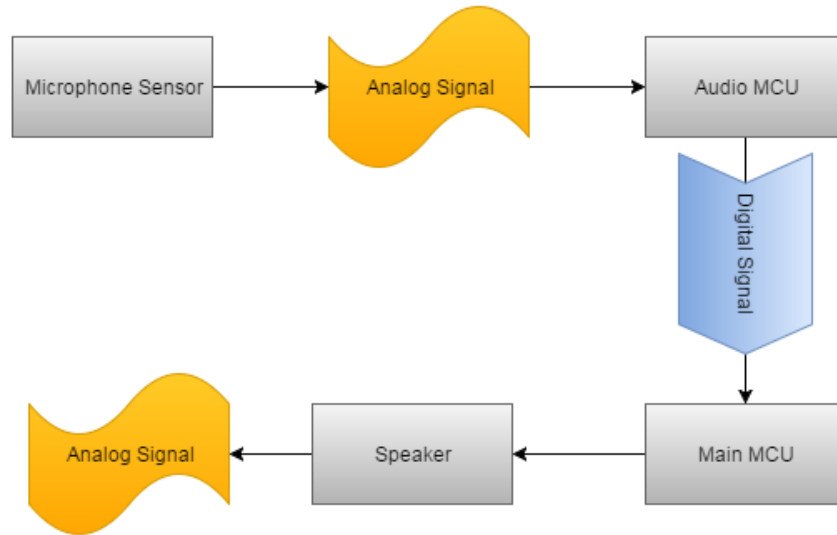 Microphone Sensor
Analog Signal
Audio MCU
Digital Signal
Main MCU
Speaker
Analog Signal